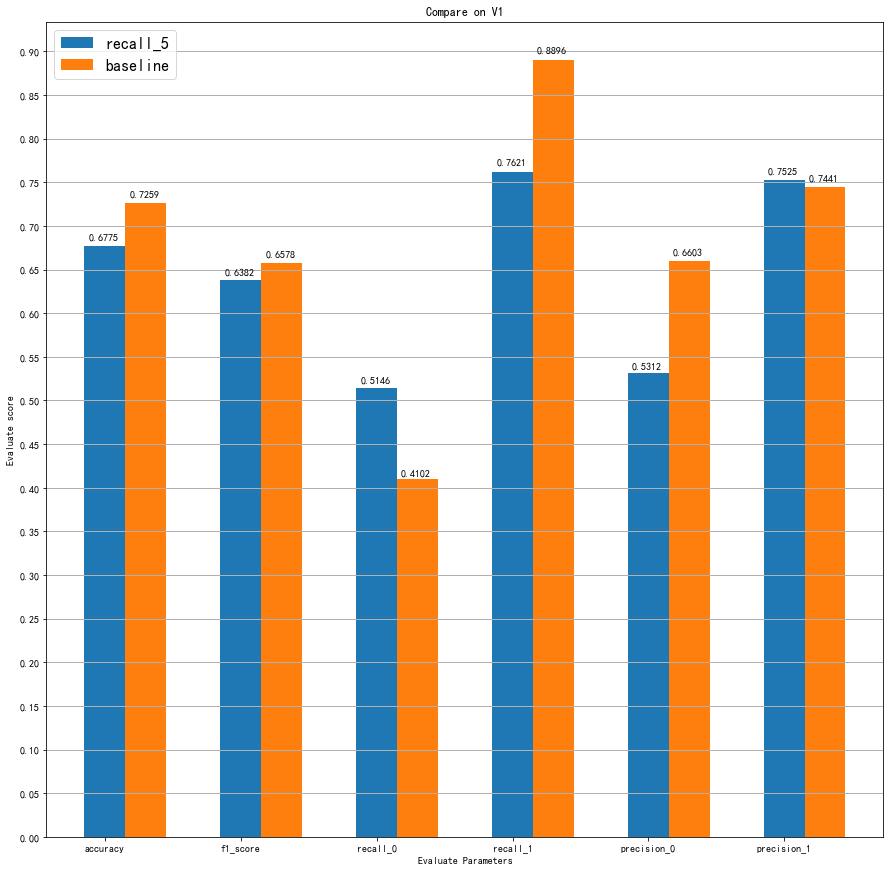 Compare on V1
recall_5
baseline
0.90
0.85
0.80
0.75
0.70
0.65
0.60
0.55
0.50
0.45
0.40
0.35
0.30
0.25
0.20
0.15
0.10
0.05
0.00
Evaluate score
0.6775
0.7259
0.6382
0.6578
0.5146
0.4102
0.7621
0.8896
0.5312
0.6603
0.7525
0.7441
accuracy
f1_score
recall_0
recall_1
precision_0
precision_1
Evaluate Parameters